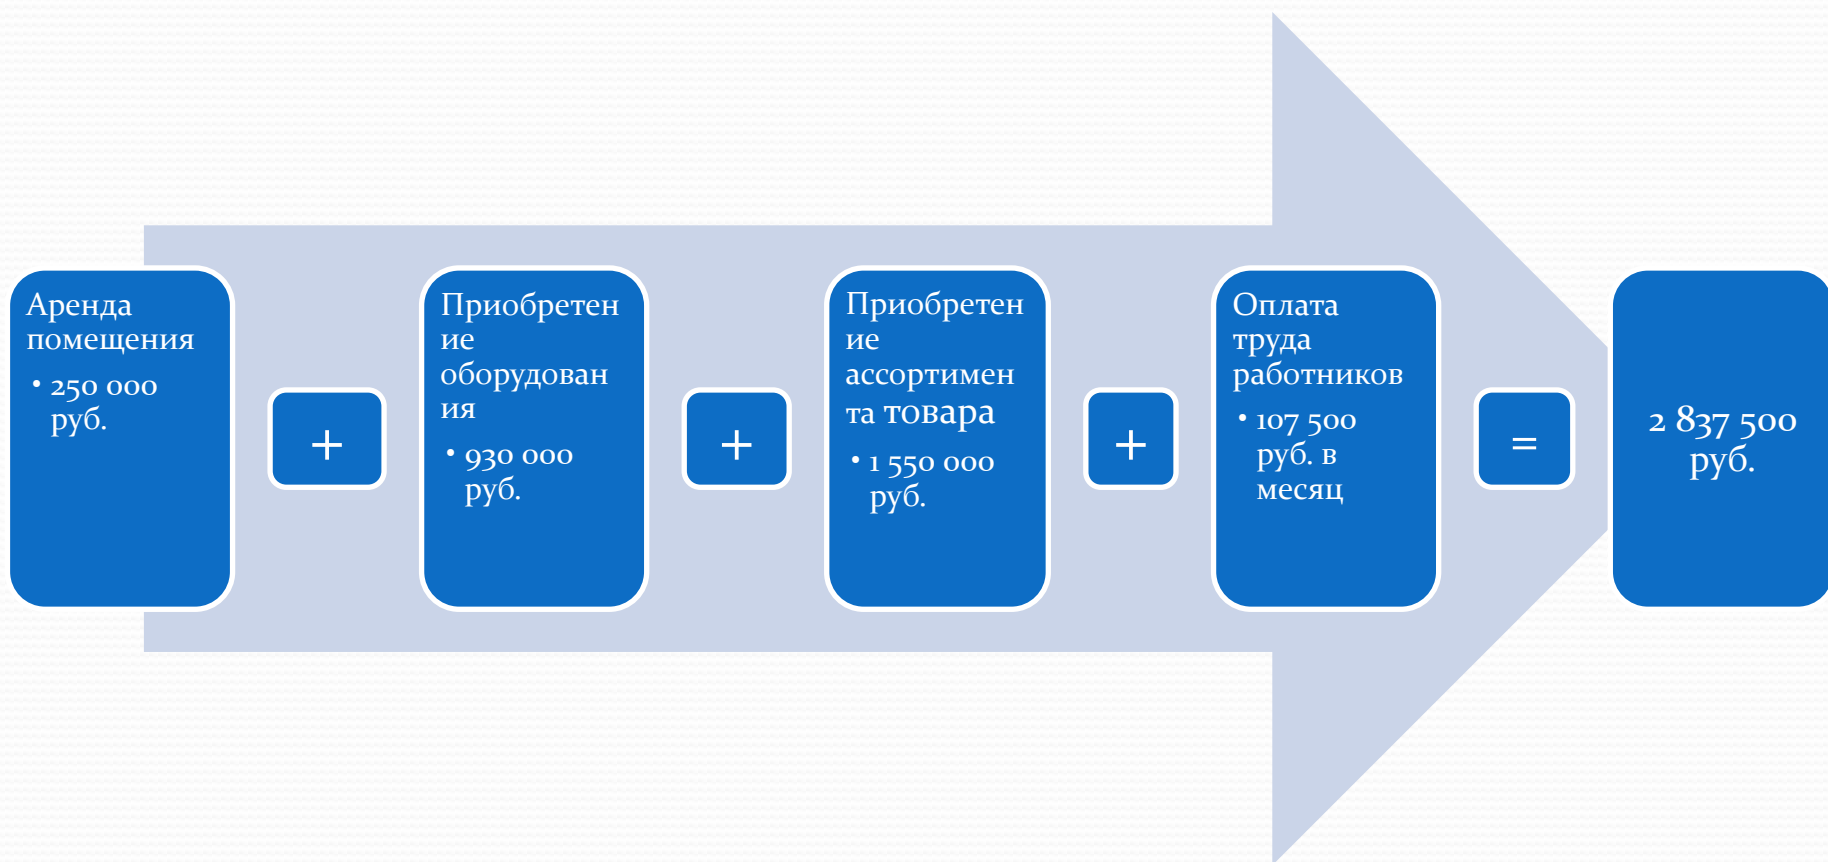 Аренда
помещения
• 250 000
руб.
+
Приобретен
ие
оборудован
ия
• 930 000
руб.
+
Приобретен
ие
ассортимен
та товара
• 1 550 000
руб.
+
Оплата
труда
работников
• 107 500
руб. в
месяц
=
2 837 500
руб.